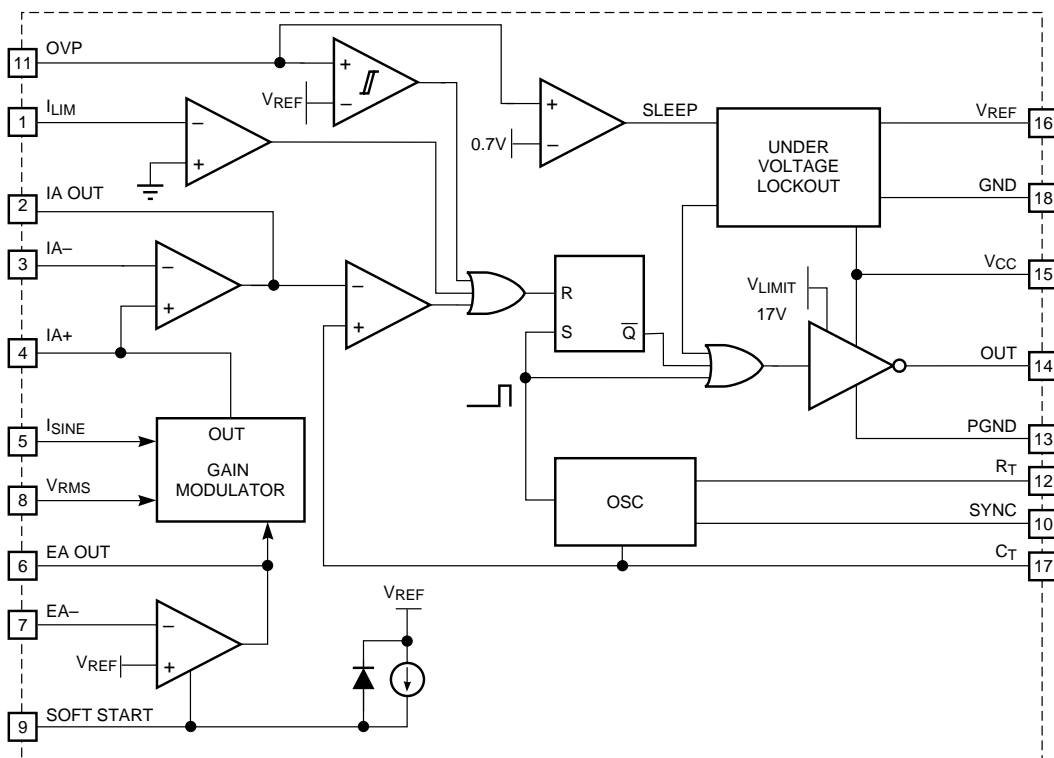 11 OVP
1 ILIM
2 IA OUT
3 IA–
4 IA+
5 ISINE
8 VRMS
6 EA OUT
7 EA–
9 SOFT START
+
VREF
–
–
+
+
0.7V
–
SLEEP
UNDER
VOLTAGE
LOCKOUT
–
+
–
+
R
S
Q̅
VLIMIT
17V
OUT
GAIN
MODULATOR
OSC
–
VREF
+
VREF
VREF 16
GND 18
VCC 15
OUT 14
PGND 13
RT 12
SYNC 10
CT 17